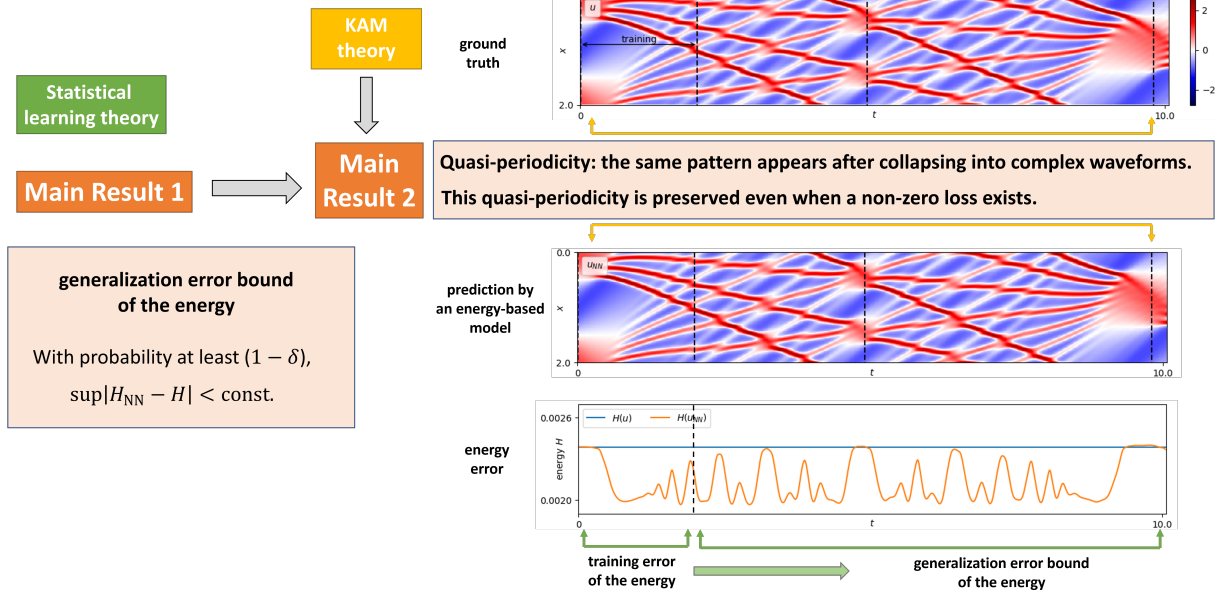 KAM
theory
Statistical
learning theory
Main Result 1
Main
Result 2
generalization error bound
of the energy
With probability at least (1 − δ),
sup|H_NN − H| < const.
ground
truth
u
training
x
2.0
0
t
10.0
2
0
−2
Quasi-periodicity: the same pattern appears after collapsing into complex waveforms.
This quasi-periodicity is preserved even when a non-zero loss exists.
prediction by
an energy-based
model
0.0
u_NN
x
2.0
0
t
10.0
energy
error
0.0026
energy H
0.0020
H(u)
H(u_NN)
0
t
10.0
training error
of the energy
generalization error bound
of the energy